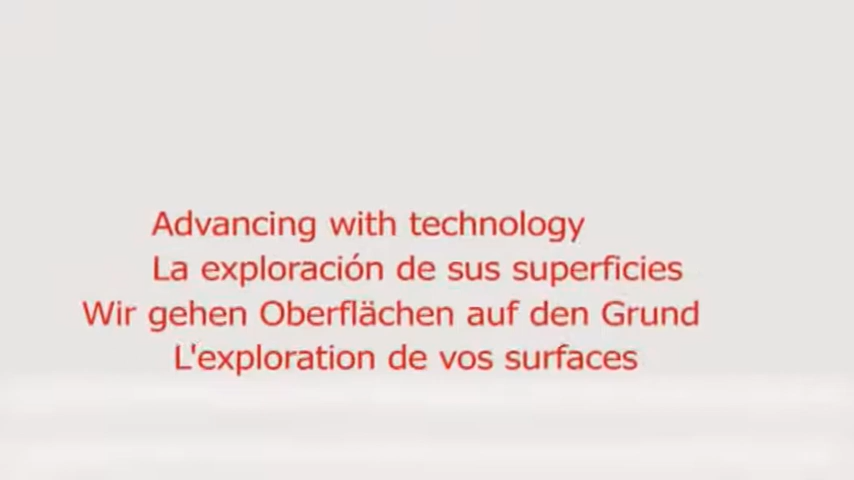 Advancing with technology
La exploración de sus superficies
Wir gehen Oberflächen auf den Grund
L'exploration de vos surfaces